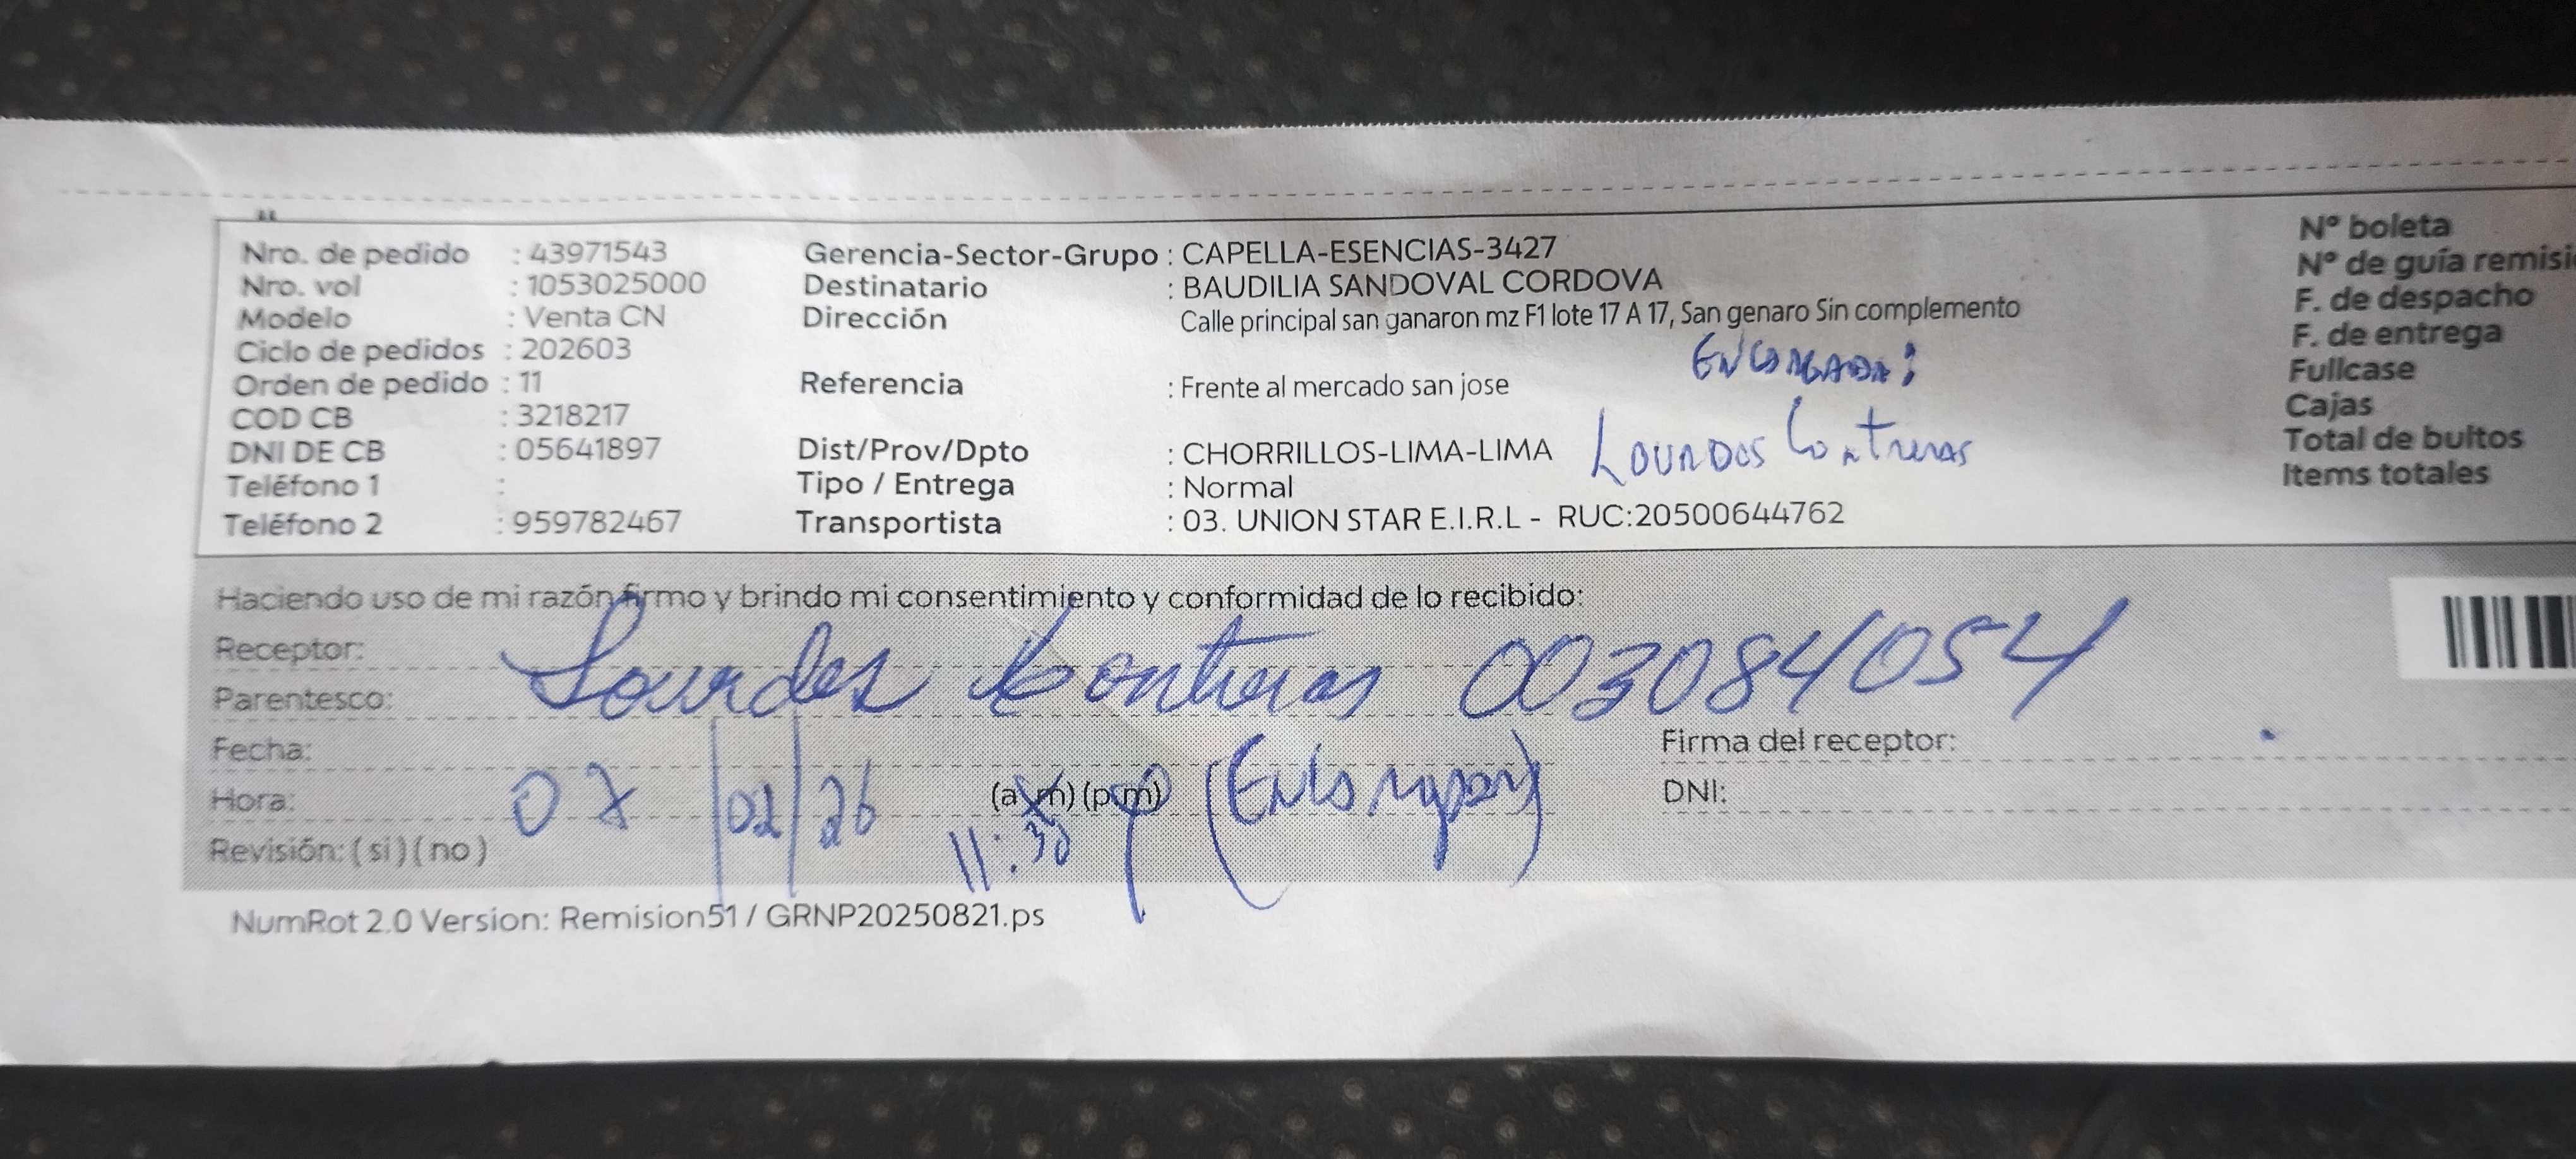 Nro. de pedido : 43971543
Nro. vol : 1053025000
Modelo : Venta CN
Ciclo de pedidos : 202603
Orden de pedido : 11
COD CB : 3218217
DNI DE CB : 05641897
Teléfono 1 :
Teléfono 2 : 959782467
Gerencia-Sector-Grupo : CAPELLA-ESENCIAS-3427
Destinatario : BAUDILIA SANDOVAL CORDOVA
Dirección Calle principal san ganaron mz F1 lote 17 A 17, San genaro Sin complemento
ENCARGADA:
Referencia : Frente al mercado san jose
Dist/Prov/Dpto : CHORRILLOS-LIMA-LIMA
Lourdes Contreras
Tipo / Entrega : Normal
Transportista : 03. UNION STAR E.I.R.L - RUC:20500644762
Nº boleta
Nº de guía remisi
F. de despacho
F. de entrega
Fullcase
Cajas
Total de bultos
Items totales
Haciendo uso de mi razón firmo y brindo mi consentimiento y conformidad de lo recibido:
Receptor:
Lourdes Contreras 003084054
Parentesco:
Fecha:
Firma del receptor:
Hora: (a.m) (p.m)
07/02/26
11:35
DNI:
Revisión: ( si ) ( no )
NumRot 2.0 Version: Remision51 / GRNP20250821.ps